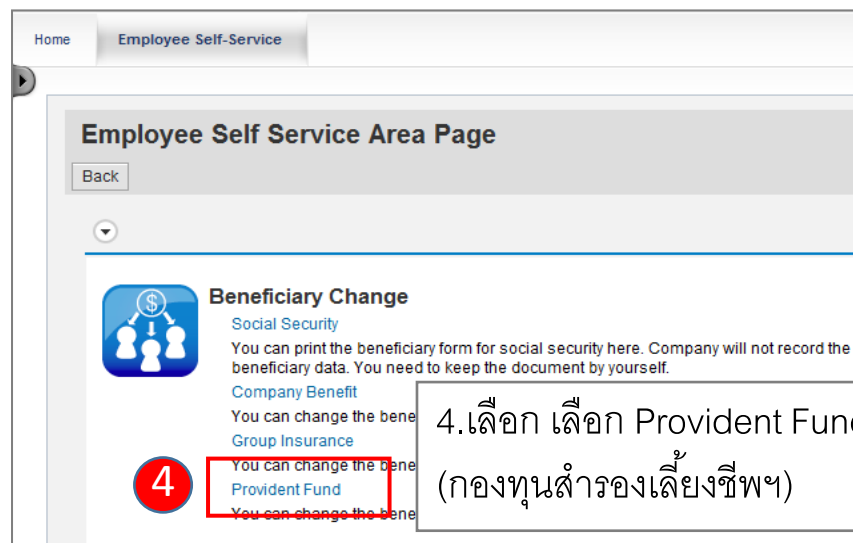 Home Employee Self-Service
Employee Self Service Area Page
Back
$
Beneficiary Change
Social Security
You can print the beneficiary form for social security here. Company will not record the
beneficiary data. You need to keep the document by yourself.
Company Benefit
You can change the bene
Group Insurance
You can change the bene
Provident Fund
You can change the bene
4
4.เลือก เลือก Provident Fun
(กองทุนสำรองเลี้ยงชีพฯ)